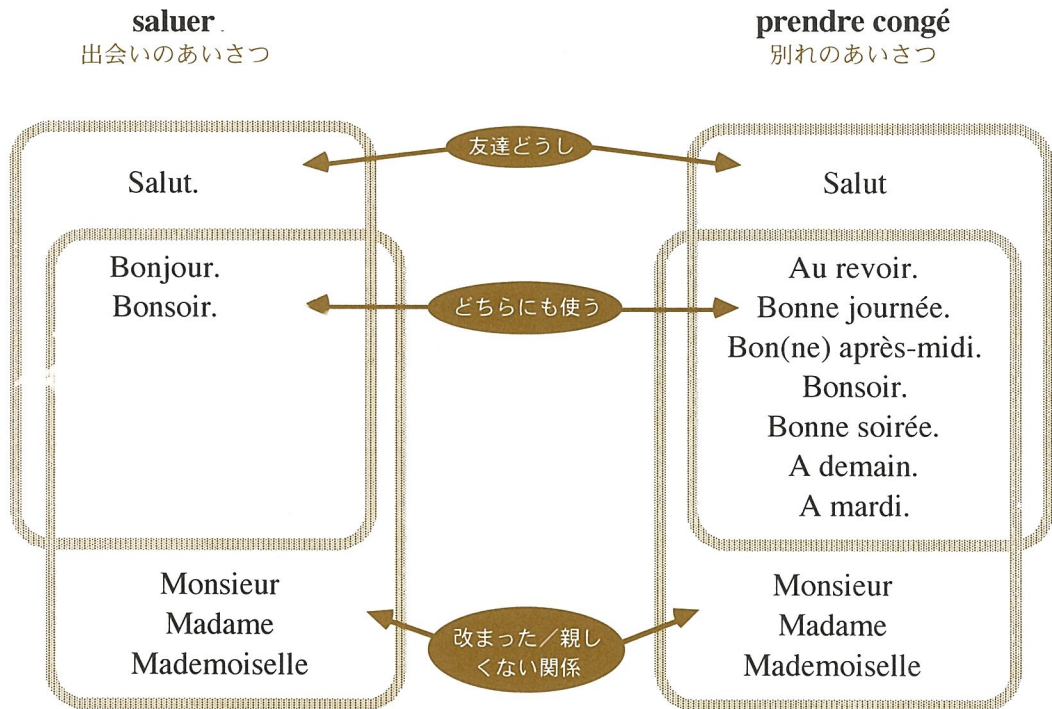 saluer
出会いのあいさつ
prendre congé
別れのあいさつ
友達どうし
Salut.
Salut
Bonjour.
Bonsoir.
どちらにも使う
Au revoir.
Bonne journée.
Bon(ne) après-midi.
Bonsoir.
Bonne soirée.
A demain.
A mardi.
Monsieur
Madame
Mademoiselle
改まった／親し
くない関係
Monsieur
Madame
Mademoiselle